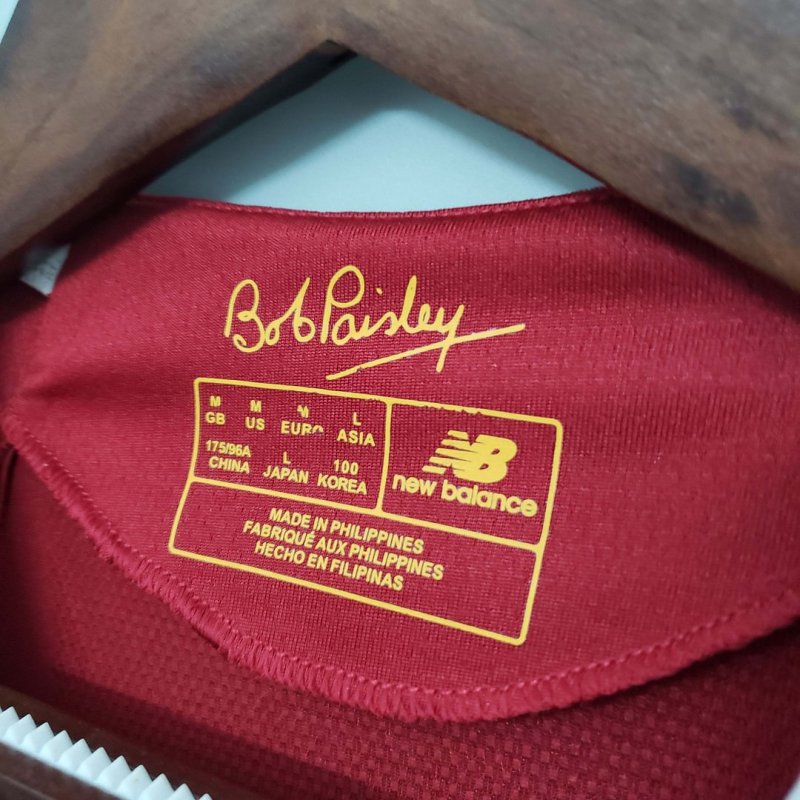 Bob Paisley
M M M L
GB US EURO ASIA
175/96A L 100
CHINA JAPAN KOREA
NB
new balance
MADE IN PHILIPPINES
FABRIQUÉ AUX PHILIPPINES
HECHO EN FILIPINAS